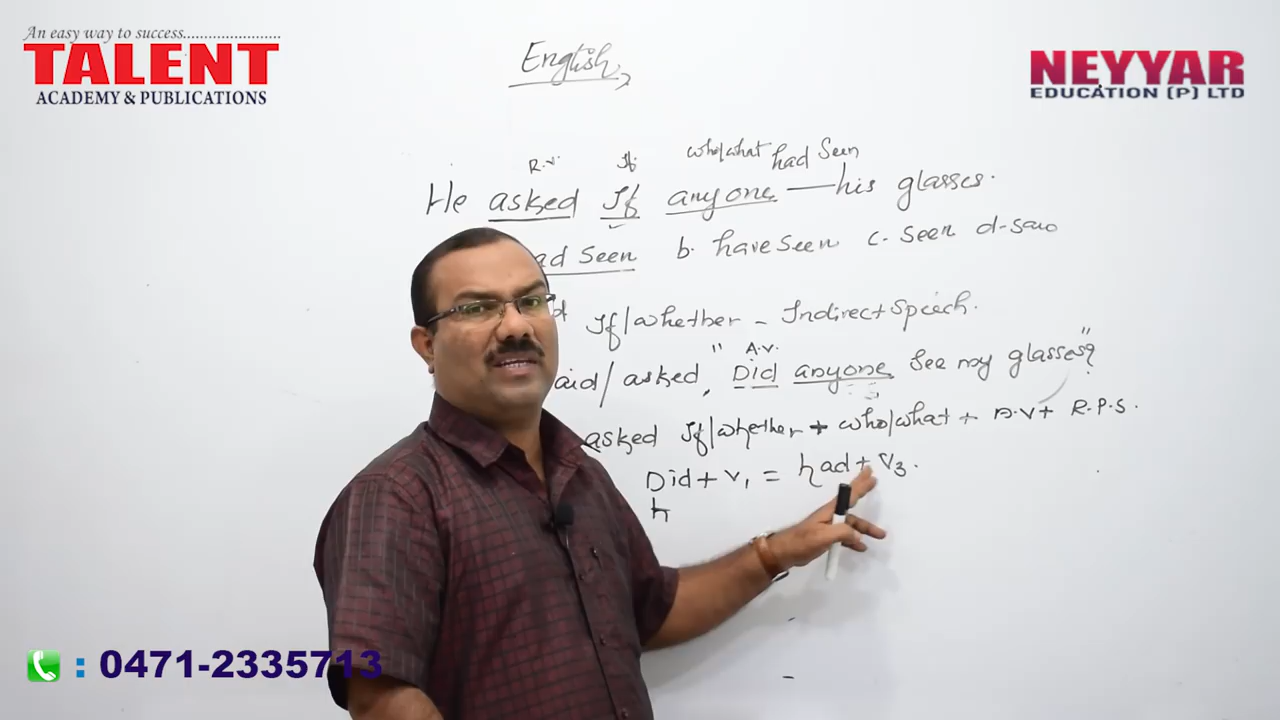 An easy way to success......................
TALENT
ACADEMY & PUBLICATIONS
NEYYAR
EDUCATION (P) LTD
English
R.V. If who/what had Seen
He asked If anyone — his glasses.
ad Seen b. have Seen c. Seen d. saw
If/whether - Indirect Speech.
A.V.
aid/ asked, "Did anyone See my glasses?"
asked If/whether + who/what + A.V + R.P.S.
Did + V1 = had + V3.
h
: 0471-2335713